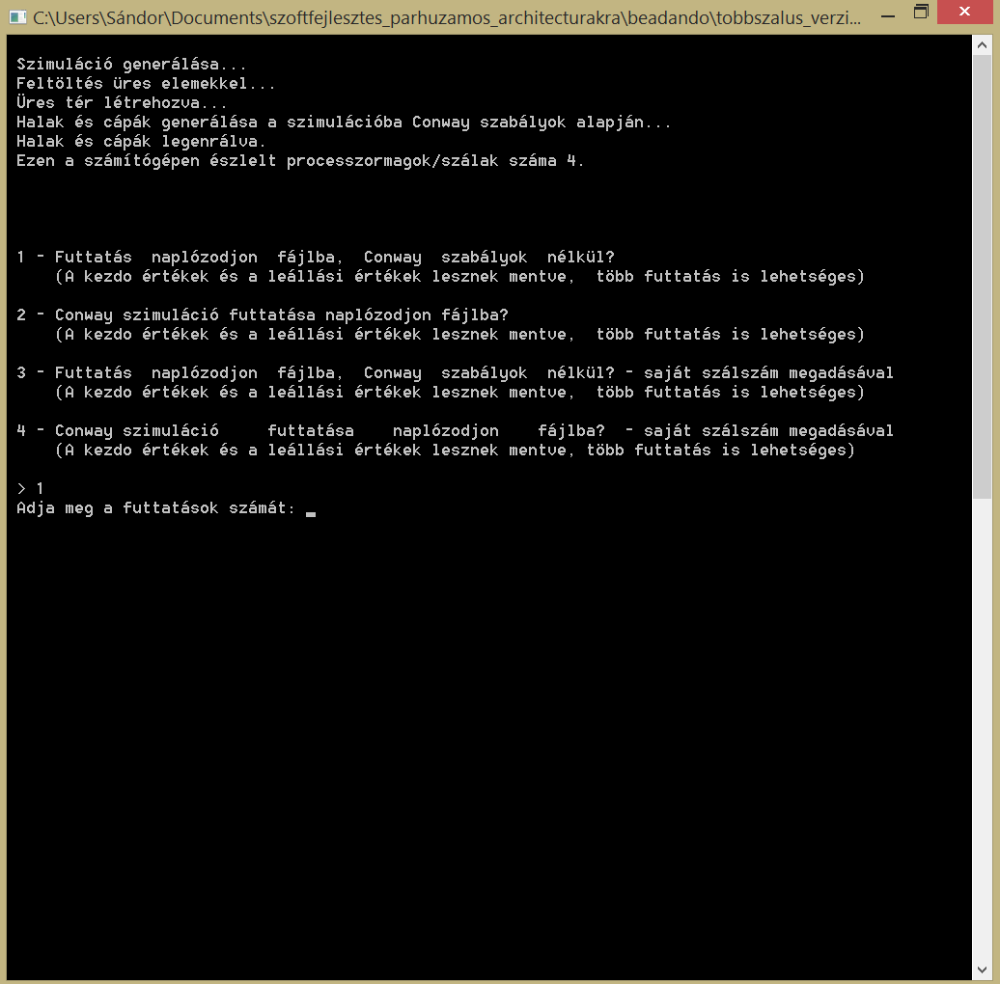 C:\Users\Sándor\Documents\szoftfejlesztes_parhuzamos_architecturakra\beadando\tobbszalus_verzi...
Szimuláció generálása...
Feltöltés üres elemekkel...
Üres tér létrehozva...
Halak és cápák generálása a szimulációba Conway szabályok alapján...
Halak és cápák legenrálva.
Ezen a számítógépen észlelt processzormagok/szálak száma 4.
1 - Futtatás  naplózodjon  fájlba,  Conway  szabályok  nélkül?
(A kezdo értékek és a leállási értékek lesznek mentve,  több futtatás is lehetséges)
2 - Conway szimuláció futtatása naplózodjon fájlba?
(A kezdo értékek és a leállási értékek lesznek mentve,  több futtatás is lehetséges)
3 - Futtatás  naplózodjon  fájlba,  Conway  szabályok  nélkül? - saját szálszám megadásával
(A kezdo értékek és a leállási értékek lesznek mentve,  több futtatás is lehetséges)
4 - Conway szimuláció     futtatása    naplózodjon    fájlba?  - saját szálszám megadásával
(A kezdo értékek és a leállási értékek lesznek mentve, több futtatás is lehetséges)
> 1
Adja meg a futtatások számát: